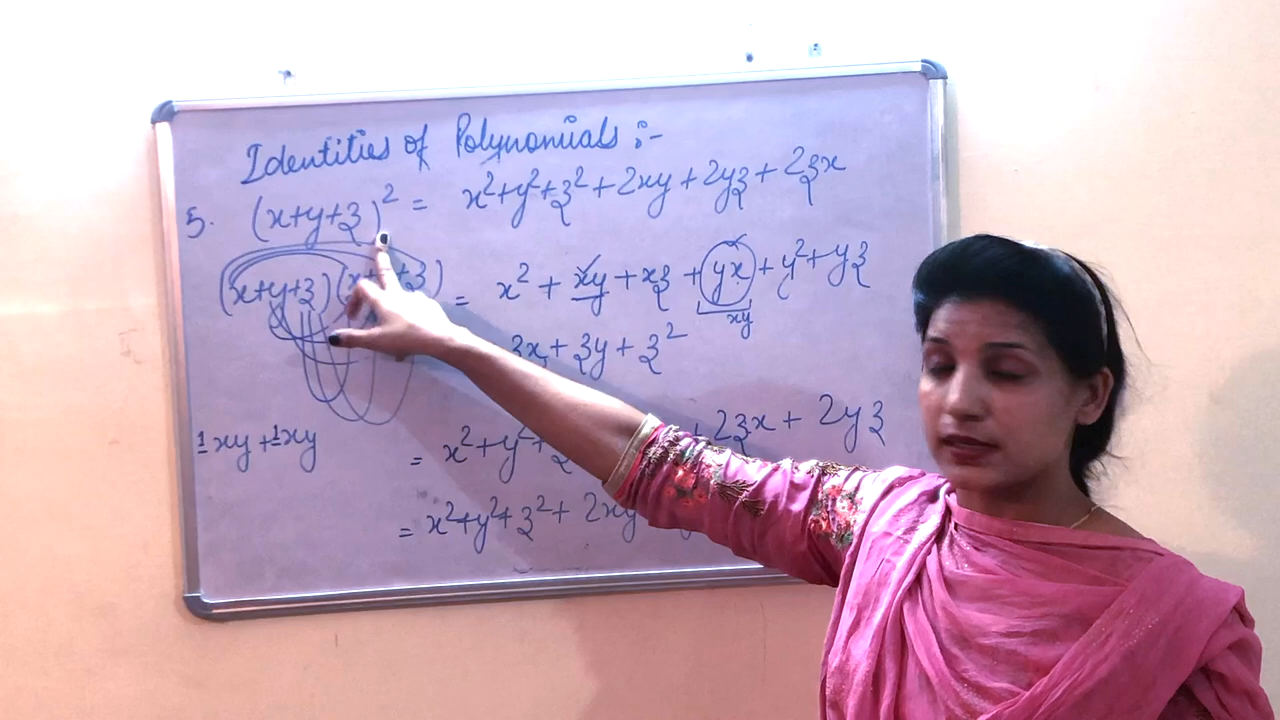 Identities of Polynomials :-
5. (x+y+z)² = x²+y²+z²+2xy+2yz+2zx
(x+y+z)(x+ +z) = x² + xy + xz + yx + y² + yz
xy
zx + zy + z²
1xy + 1xy
= x²+y²+z + 2zx + 2yz
= x²+y²+z²+ 2xy